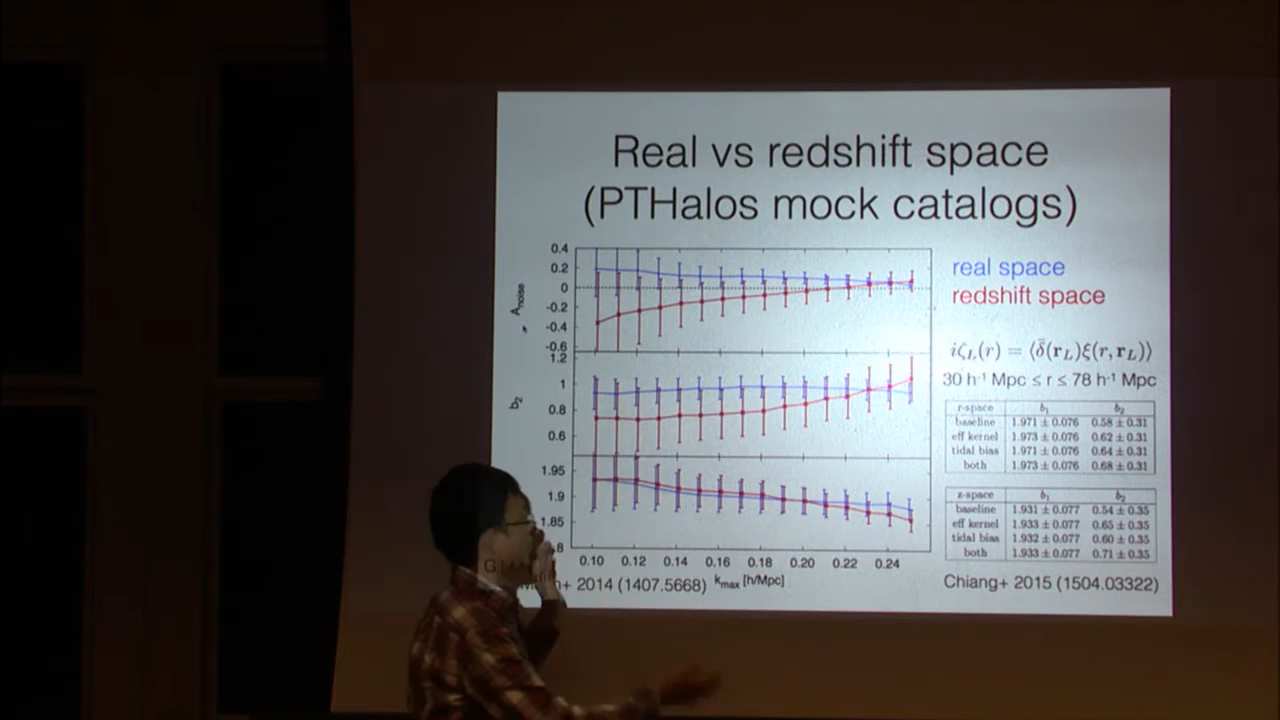 Real vs redshift space
(PTHalos mock catalogs)
0.4
0.2
0
-0.2
-0.4
-0.6
A_noise
1.2
1
0.8
0.6
b_2
1.95
1.9
1.85
0.10 0.12 0.14 0.16 0.18 0.20 0.22 0.24
k_max [h/Mpc]
2014 (1407.5668)
real space
redshift space
iζ_L(r) = ⟨δ̄(r_L)ξ(r, r_L)⟩
30 h⁻¹ Mpc ≤ r ≤ 78 h⁻¹ Mpc
r-space b_1 b_2
baseline 1.971 ± 0.076 0.58 ± 0.31
eff kernel 1.973 ± 0.076 0.62 ± 0.31
tidal bias 1.971 ± 0.076 0.64 ± 0.31
both 1.973 ± 0.076 0.68 ± 0.31
z-space b_1 b_2
baseline 1.931 ± 0.077 0.54 ± 0.35
eff kernel 1.933 ± 0.077 0.65 ± 0.35
tidal bias 1.932 ± 0.077 0.60 ± 0.35
both 1.933 ± 0.077 0.71 ± 0.35
Chiang+ 2015 (1504.03322)